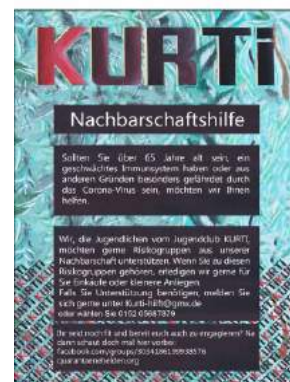 KURTi
Nachbarschaftshilfe
Sollten Sie über 65 Jahre alt sein, ein
geschwächtes Immunsystem haben oder aus
anderen Gründen besonders gefährdet durch
das Corona-Virus sein, möchten wir Ihnen
helfen.
Wir, die Jugendlichen vom Jugendclub KURTI,
möchten gerne Risikogruppen aus unserer
Nachbarschaft unterstützen. Wenn Sie zu diesen
Risikogruppen gehören, erledigen wir gerne für
Sie Einkäufe oder kleinere Anliegen.
Falls Sie Unterstützung benötigen, melden Sie
sich gerne unter Kurti-hilft@gmx.de
oder wählen Sie
Ihr seid noch fit und bereit euch auch zu engagieren? Na
dann schaut doch mal hier vorbei:
facebook.com/groups/
quarantaenehelden.org